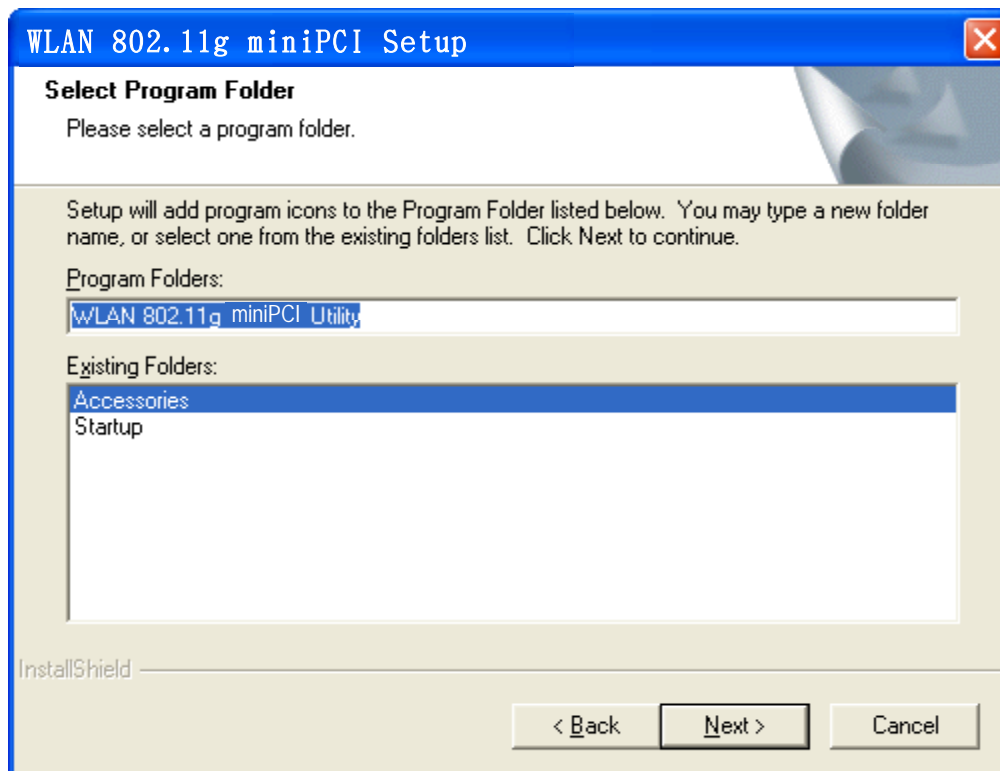 WLAN 802.11g miniPCI Setup
Select Program Folder
Please select a program folder.
Setup will add program icons to the Program Folder listed below. You may type a new folder
name, or select one from the existing folders list. Click Next to continue.
Program Folders:
WLAN 802.11g miniPCI Utility
Existing Folders:
Accessories
Startup
InstallShield
< Back
Next >
Cancel